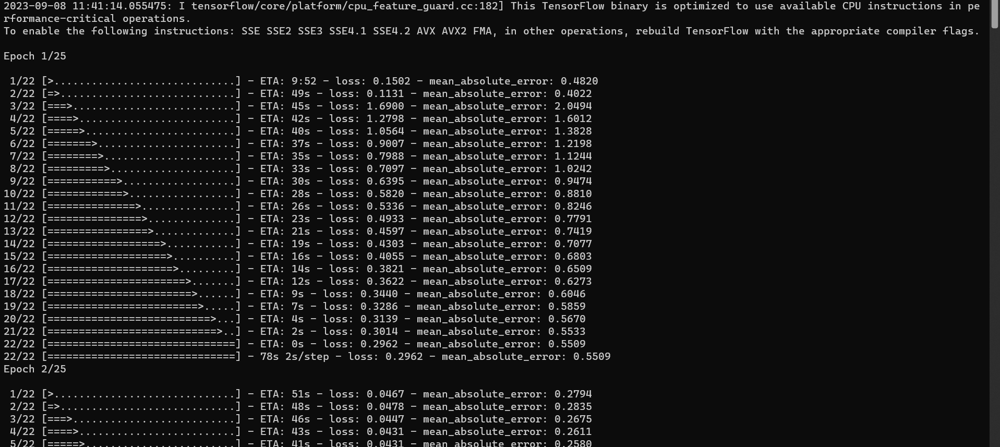 2023-09-08 11:41:14.055475: I tensorflow/core/platform/cpu_feature_guard.cc:182] This TensorFlow binary is optimized to use available CPU instructions in pe
rformance-critical operations.
To enable the following instructions: SSE SSE2 SSE3 SSE4.1 SSE4.2 AVX AVX2 FMA, in other operations, rebuild TensorFlow with the appropriate compiler flags.
Epoch 1/25
1/22 [>.............................] - ETA: 9:52 - loss: 0.1502 - mean_absolute_error: 0.4820
2/22 [=>............................] - ETA: 49s - loss: 0.1131 - mean_absolute_error: 0.4022
3/22 [===>..........................] - ETA: 45s - loss: 1.6900 - mean_absolute_error: 2.0494
4/22 [====>.........................] - ETA: 42s - loss: 1.2798 - mean_absolute_error: 1.6012
5/22 [=====>........................] - ETA: 40s - loss: 1.0564 - mean_absolute_error: 1.3828
6/22 [=======>......................] - ETA: 37s - loss: 0.9007 - mean_absolute_error: 1.2198
7/22 [========>.....................] - ETA: 35s - loss: 0.7988 - mean_absolute_error: 1.1244
8/22 [=========>....................] - ETA: 33s - loss: 0.7097 - mean_absolute_error: 1.0242
9/22 [===========>..................] - ETA: 30s - loss: 0.6395 - mean_absolute_error: 0.9474
10/22 [============>.................] - ETA: 28s - loss: 0.5820 - mean_absolute_error: 0.8810
11/22 [==============>...............] - ETA: 26s - loss: 0.5336 - mean_absolute_error: 0.8246
12/22 [===============>..............] - ETA: 23s - loss: 0.4933 - mean_absolute_error: 0.7791
13/22 [================>.............] - ETA: 21s - loss: 0.4597 - mean_absolute_error: 0.7419
14/22 [==================>...........] - ETA: 19s - loss: 0.4303 - mean_absolute_error: 0.7077
15/22 [===================>..........] - ETA: 16s - loss: 0.4055 - mean_absolute_error: 0.6803
16/22 [====================>.........] - ETA: 14s - loss: 0.3821 - mean_absolute_error: 0.6509
17/22 [======================>.......] - ETA: 12s - loss: 0.3622 - mean_absolute_error: 0.6273
18/22 [=======================>......] - ETA: 9s - loss: 0.3440 - mean_absolute_error: 0.6046
19/22 [========================>.....] - ETA: 7s - loss: 0.3286 - mean_absolute_error: 0.5859
20/22 [==========================>...] - ETA: 4s - loss: 0.3139 - mean_absolute_error: 0.5670
21/22 [===========================>..] - ETA: 2s - loss: 0.3014 - mean_absolute_error: 0.5533
22/22 [==============================] - ETA: 0s - loss: 0.2962 - mean_absolute_error: 0.5509
22/22 [==============================] - 78s 2s/step - loss: 0.2962 - mean_absolute_error: 0.5509
Epoch 2/25
1/22 [>.............................] - ETA: 51s - loss: 0.0467 - mean_absolute_error: 0.2794
2/22 [=>............................] - ETA: 48s - loss: 0.0478 - mean_absolute_error: 0.2835
3/22 [===>..........................] - ETA: 46s - loss: 0.0447 - mean_absolute_error: 0.2675
4/22 [====>.........................] - ETA: 43s - loss: 0.0431 - mean_absolute_error: 0.2611
5/22 [=====>........................] - ETA: 41s - loss: 0.0431 - mean_absolute_error: 0.2580